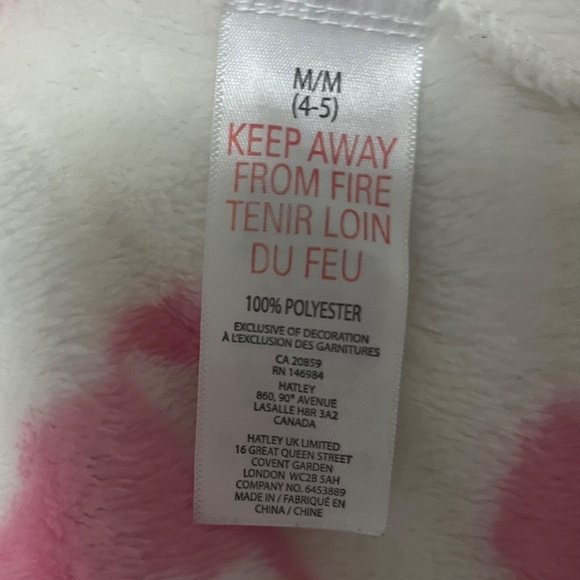 M/M
(4-5)
KEEP AWAY
FROM FIRE
TENIR LOIN
DU FEU
100% POLYESTER
EXCLUSIVE OF DECORATION
À L'EXCLUSION DES GARNITURES
CA 20859
RN 146984
HATLEY
860, 90ᵉ AVENUE
LASALLE H8R 3A2
CANADA
HATLEY UK LIMITED
16 GREAT QUEEN STREET
COVENT GARDEN
LONDON WC2B 5AH
COMPANY NO. 6453889
MADE IN / FABRIQUÉ EN
CHINA / CHINE